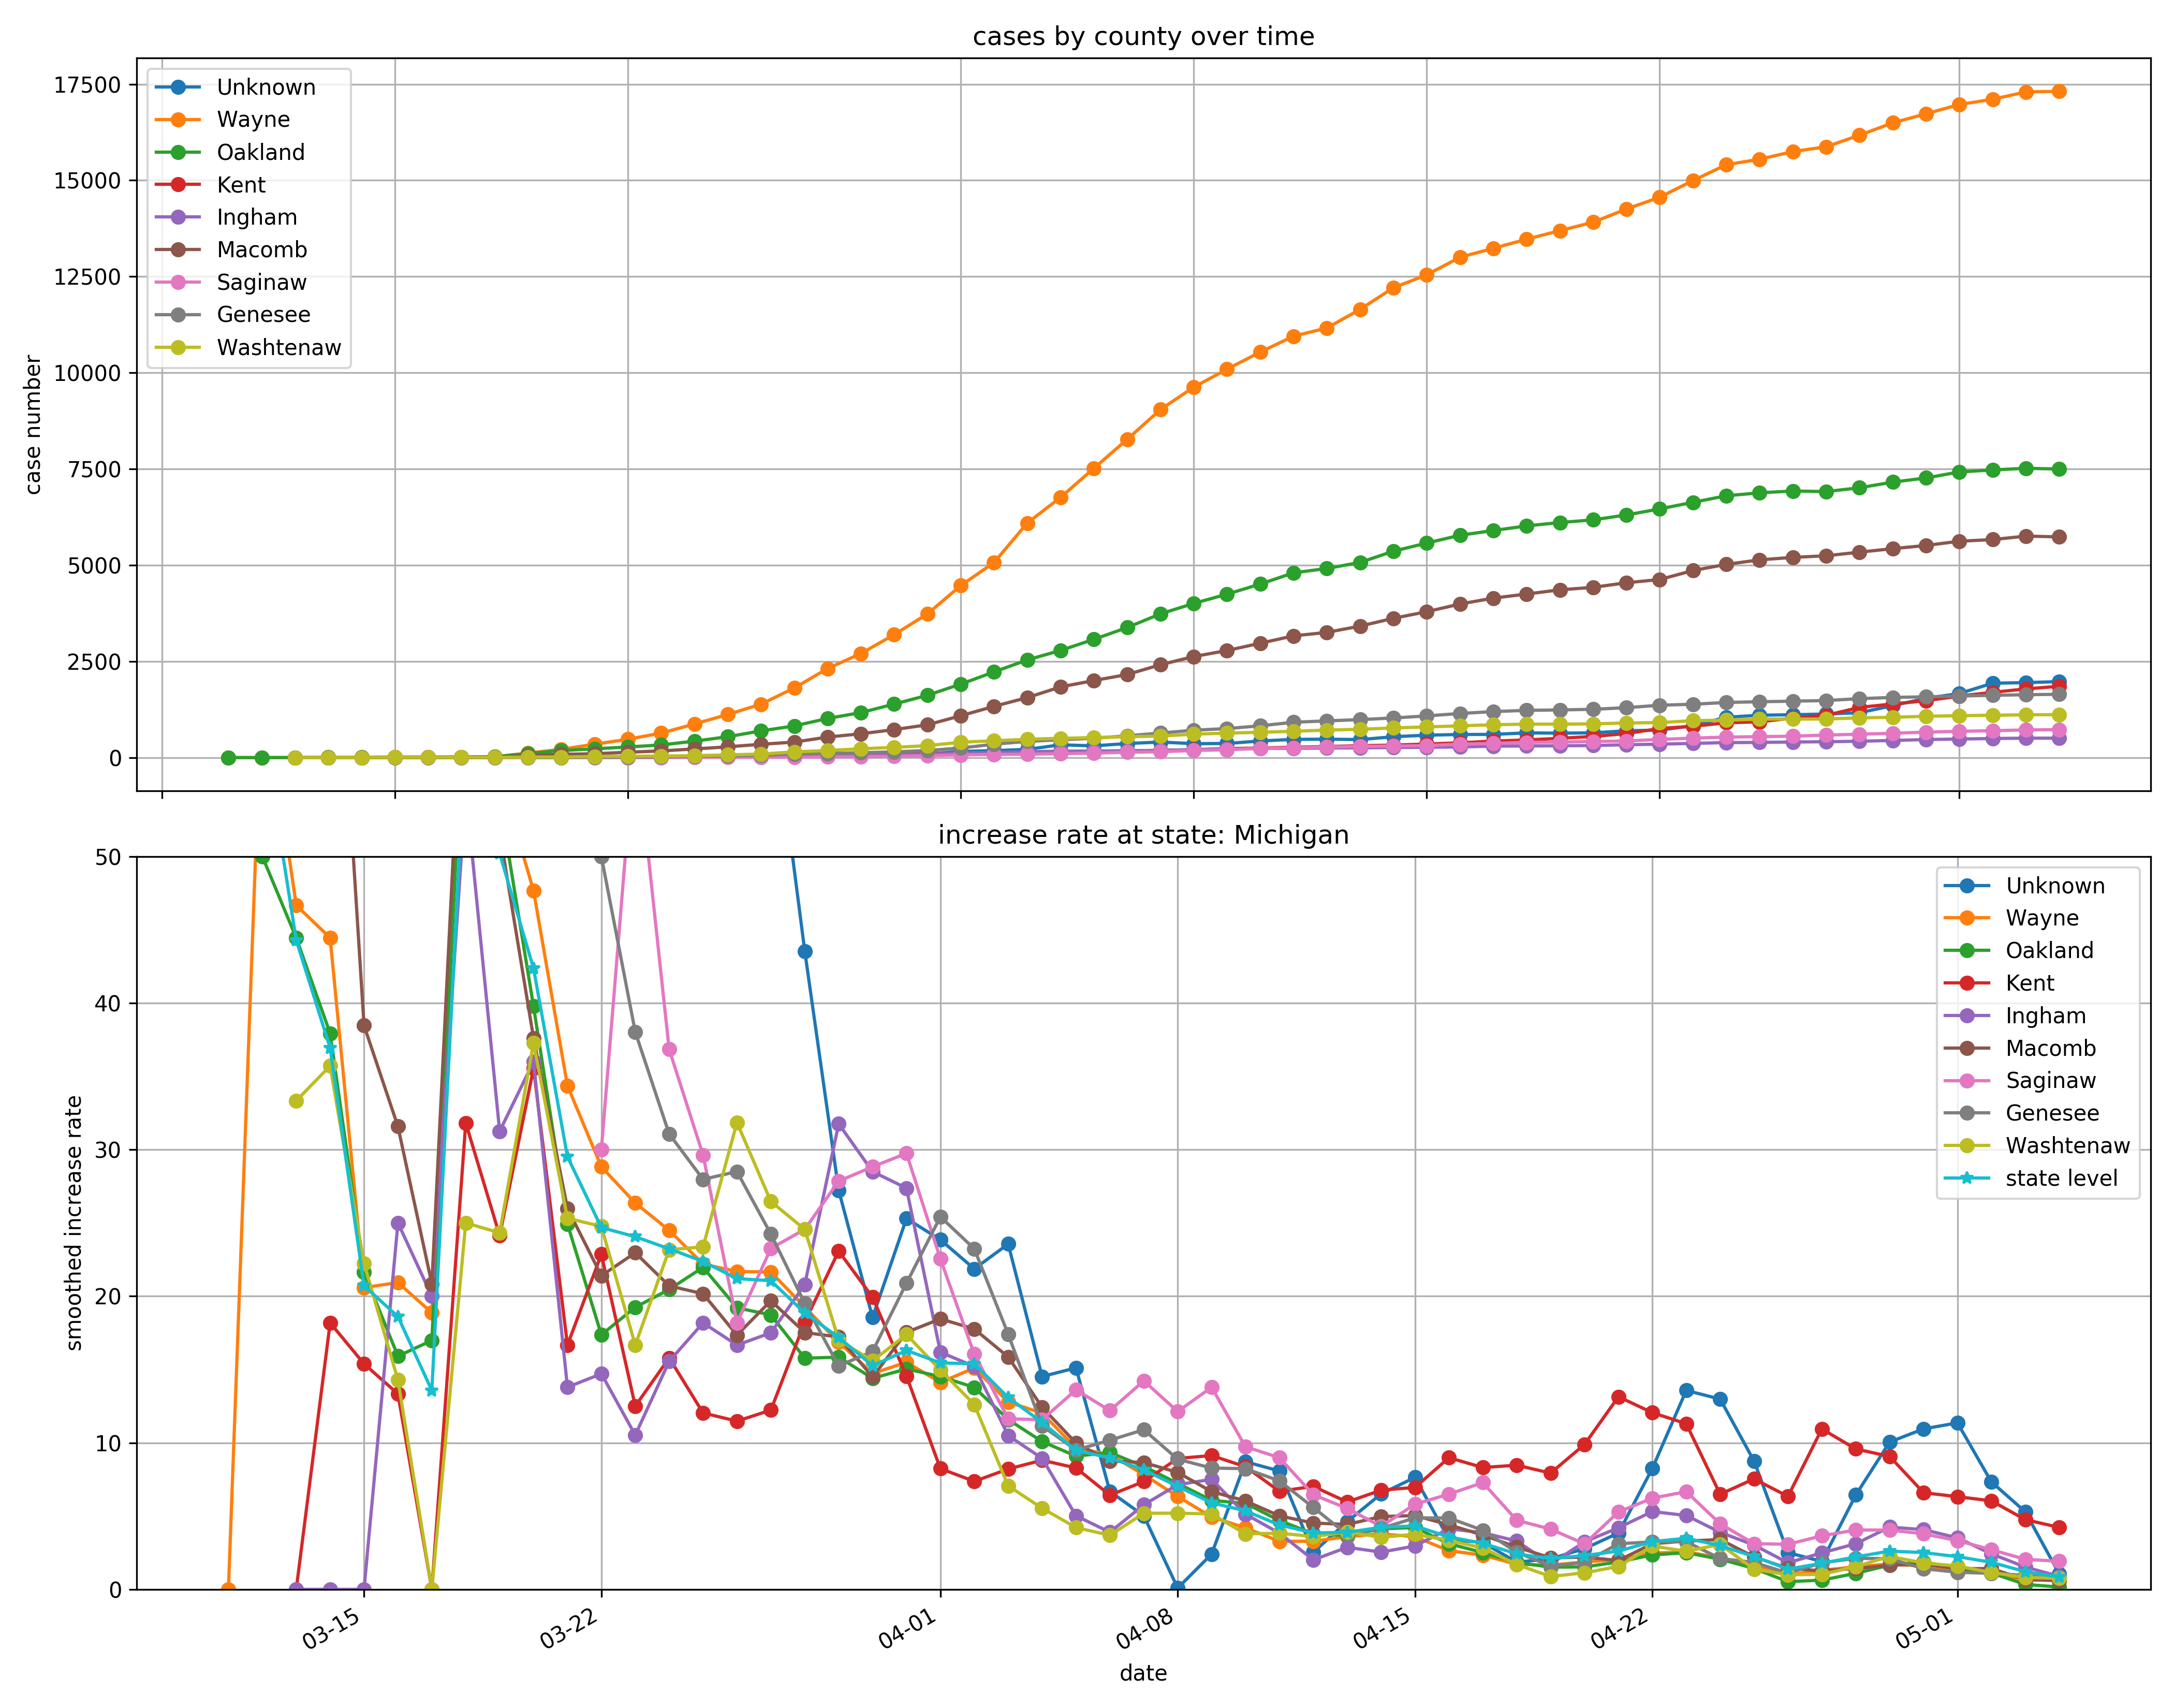 cases by county over time
17500
15000
12500
10000
7500
5000
2500
0
case number
Unknown
Wayne
Oakland
Kent
Ingham
Macomb
Saginaw
Genesee
Washtenaw
increase rate at state: Michigan
50
40
30
20
10
0
smoothed increase rate
Unknown
Wayne
Oakland
Kent
Ingham
Macomb
Saginaw
Genesee
Washtenaw
state level
03-15
03-22
04-01
04-08
04-15
04-22
05-01
date